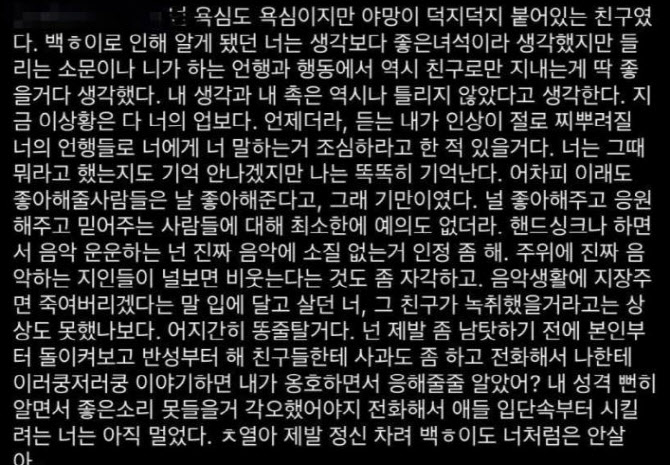 넌 욕심도 욕심이지만 야망이 덕지덕지 붙어있는 친구였
다. 백ㅎ이로 인해 알게 됐던 너는 생각보다 좋은녀석이라 생각했지만 들
리는 소문이나 니가 하는 언행과 행동에서 역시 친구로만 지내는게 딱 좋
을거다 생각했다. 내 생각과 내 촉은 역시나 틀리지 않았다고 생각한다. 지
금 이상황은 다 너의 업보다. 언제더라, 듣는 내가 인상이 절로 찌뿌려질
너의 언행들로 너에게 너 말하는거 조심하라고 한 적 있을거다. 너는 그때
뭐라고 했는지도 기억 안나겠지만 나는 똑똑히 기억난다. 어차피 이래도
좋아해줄사람들은 날 좋아해준다고, 그래 기만이였다. 널 좋아해주고 응원
해주고 믿어주는 사람들에 대해 최소한에 예의도 없더라. 핸드싱크나 하면
서 음악 운운하는 넌 진짜 음악에 소질 없는거 인정 좀 해. 주위에 진짜 음
악하는 지인들이 널보면 비웃는다는 것도 좀 자각하고. 음악생활에 지장주
면 죽여버리겠다는 말 입에 달고 살던 너, 그 친구가 녹취했을거라고는 상
상도 못했나보다. 어지간히 똥줄탈거다. 넌 제발 좀 남탓하기 전에 본인부
터 돌이켜보고 반성부터 해 친구들한테 사과도 좀 하고 전화해서 나한테
이러쿵저러쿵 이야기하면 내가 옹호하면서 응해줄줄 알았어? 내 성격 뻔히
알면서 좋은소리 못들을거 각오했어야지 전화해서 애들 입단속부터 시킬
려는 너는 아직 멀었다. ㅊ열아 제발 정신 차려 백ㅎ이도 너처럼은 안살
아